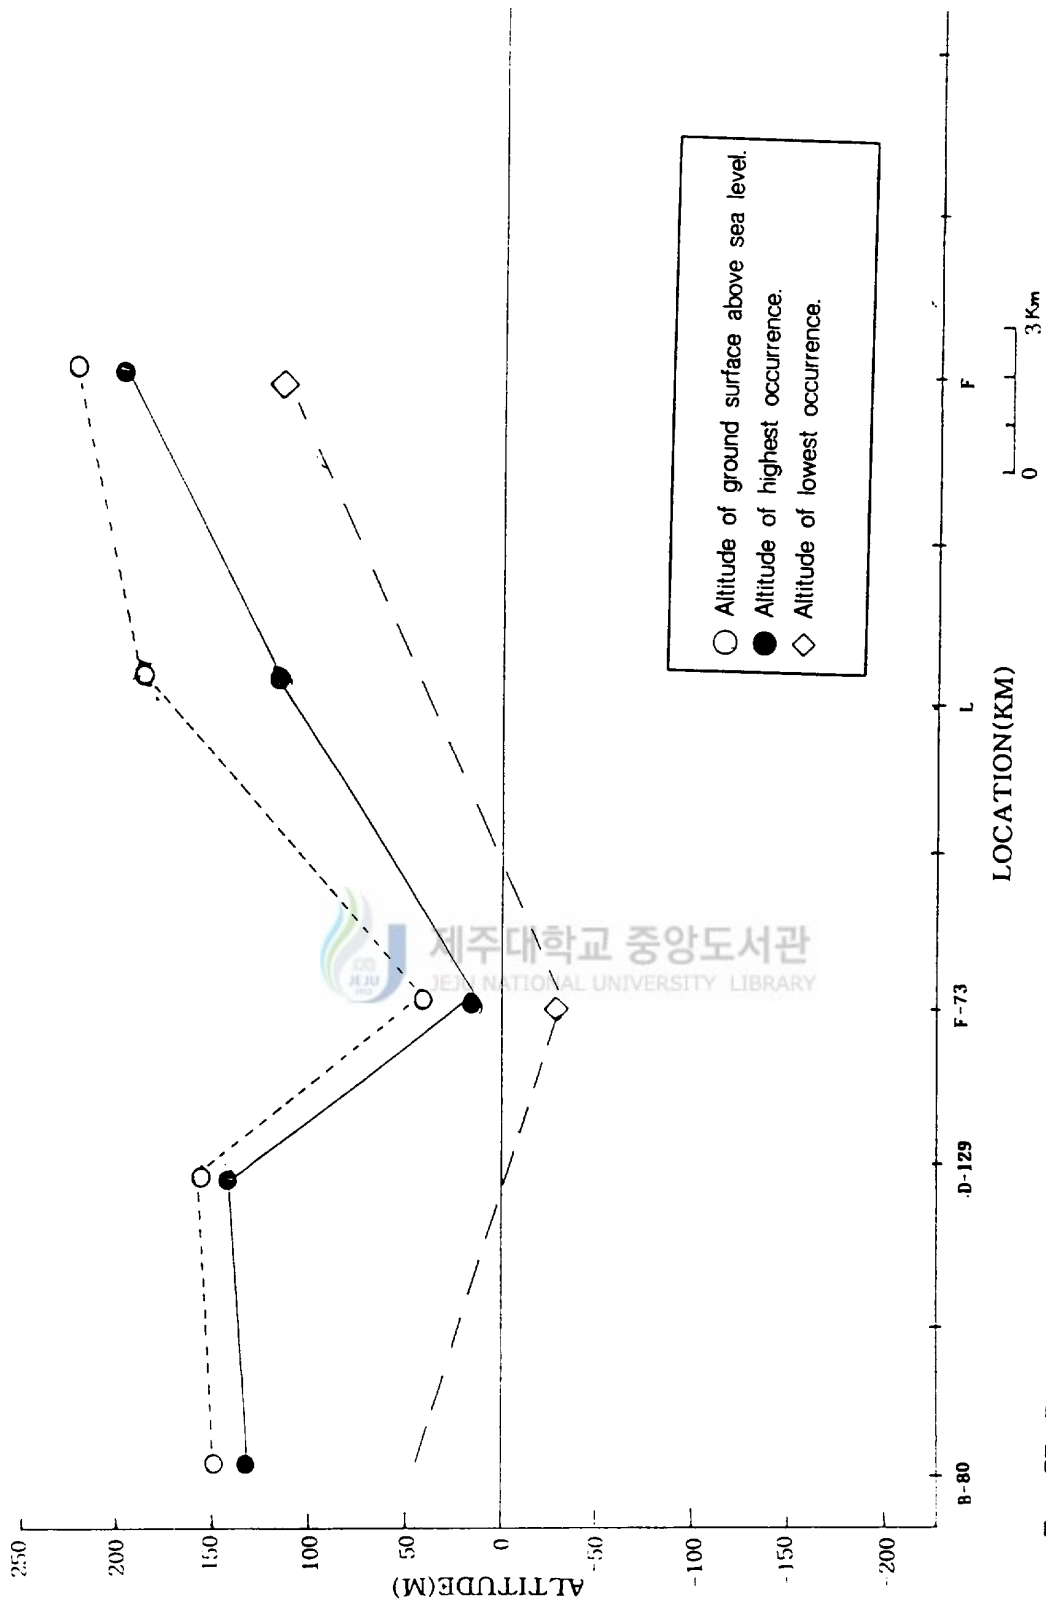 250
200
150
100
50
0
-50
-100
-150
-200
ALTITUDE(M)
B-80
D-129
F-73
L
F
LOCATION(KM)
0
3 Km
Altitude of ground surface above sea level.
Altitude of highest occurrence.
Altitude of lowest occurrence.
제주대학교 중앙도서관
JEJU NATIONAL UNIVERSITY LIBRARY
JEJU
1952